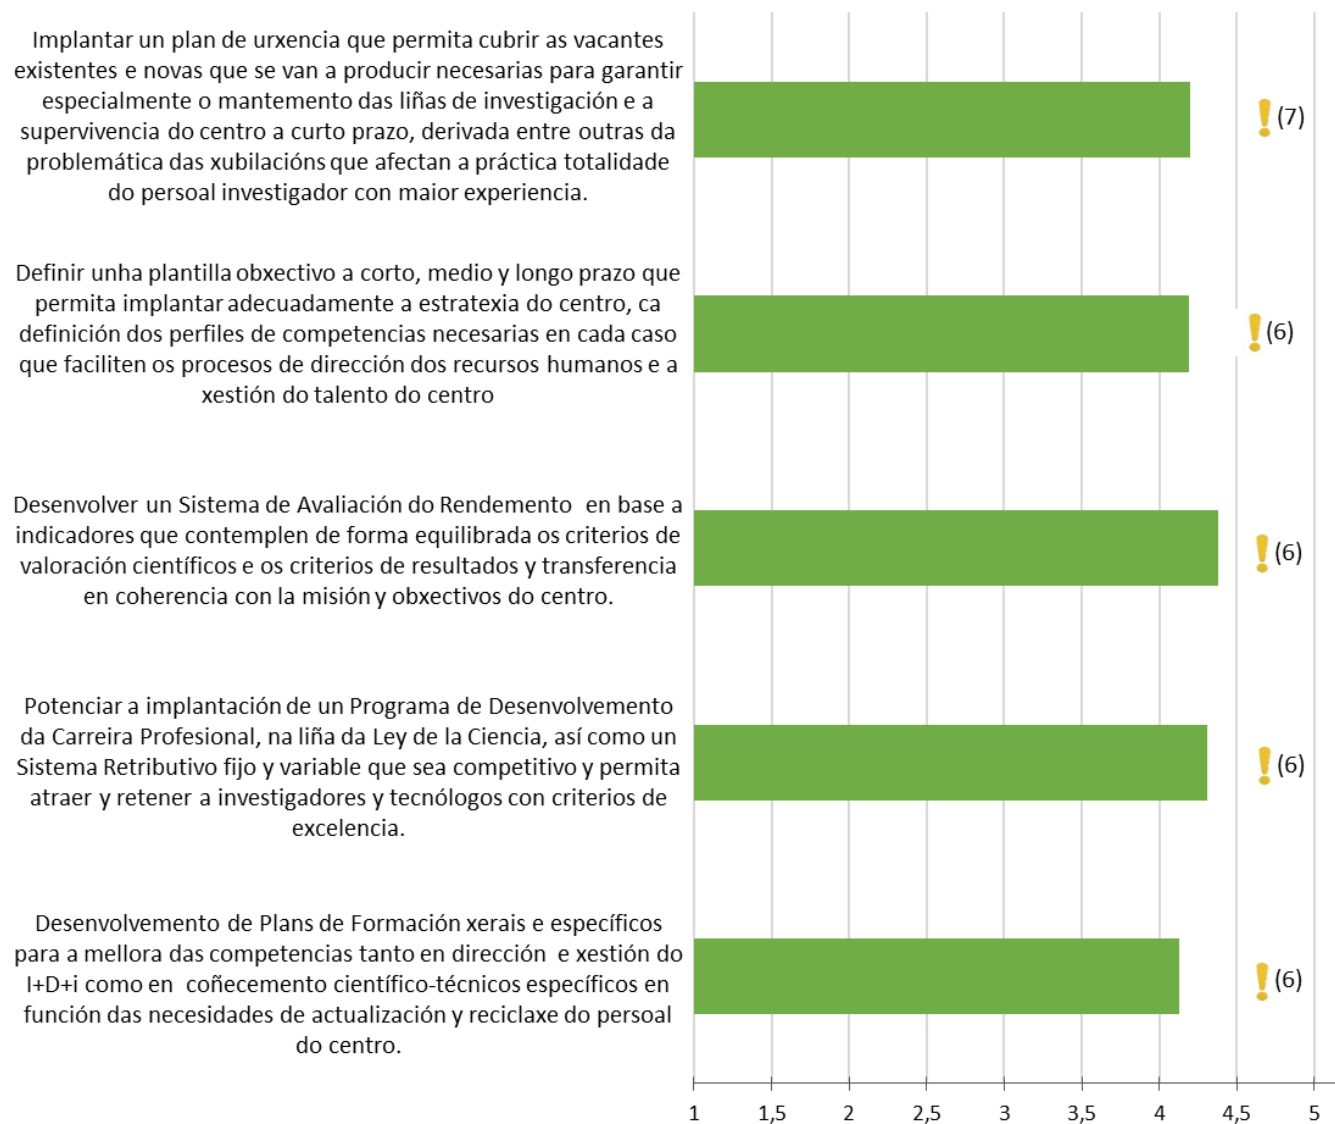 Implantar un plan de urxencia que permita cubrir as vacantes
existentes e novas que se van a producir necesarias para garantir
especialmente o mantemento das liñas de investigación e a
supervivencia do centro a curto prazo, derivada entre outras da
problemática das xubilacións que afectan a práctica totalidade
do persoal investigador con maior experiencia.
(7)
Definir unha plantilla obxectivo a corto, medio y longo prazo que
permita implantar adecuadamente a estratexia do centro, ca
definición dos perfiles de competencias necesarias en cada caso
que faciliten os procesos de dirección dos recursos humanos e a
xestión do talento do centro
(6)
Desenvolver un Sistema de Avaliación do Rendemento en base a
indicadores que contemplen de forma equilibrada os criterios de
valoración científicos e os criterios de resultados y transferencia
en coherencia con la misión y obxectivos do centro.
(6)
Potenciar a implantación de un Programa de Desenvolvemento
da Carreira Profesional, na liña da Ley de la Ciencia, así como un
Sistema Retributivo fijo y variable que sea competitivo y permita
atraer y retener a investigadores y tecnólogos con criterios de
excelencia.
(6)
Desenvolvemento de Plans de Formación xerais e específicos
para a mellora das competencias tanto en dirección e xestión do
I+D+i como en coñecemento científico-técnicos específicos en
función das necesidades de actualización y reciclaxe do persoal
do centro.
(6)
1 1,5 2 2,5 3 3,5 4 4,5 5